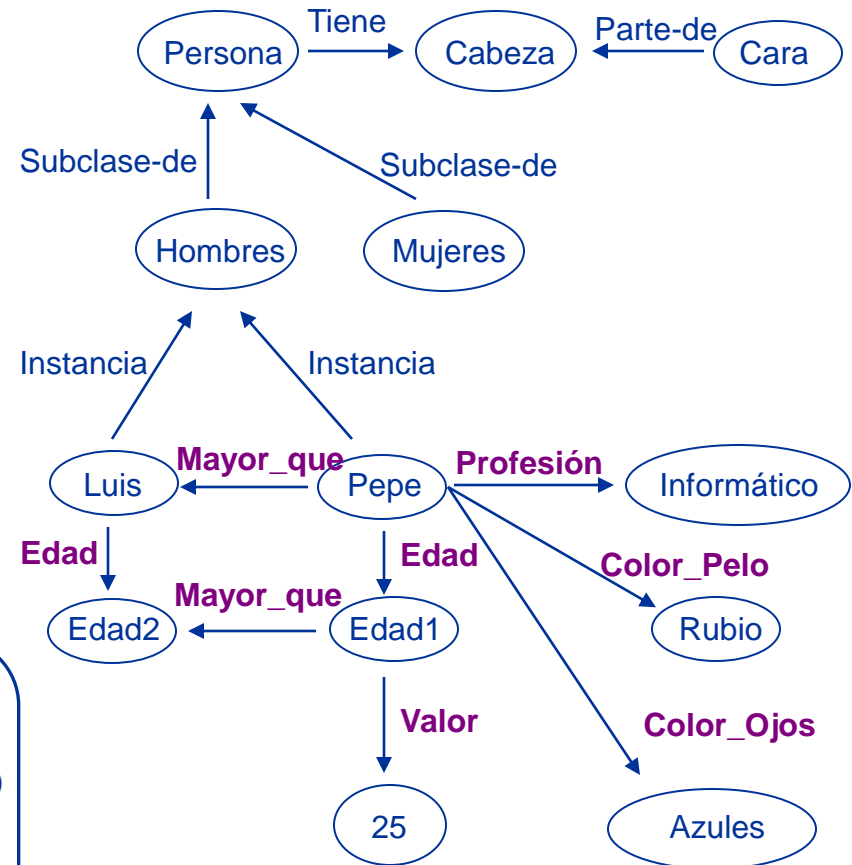 Tiene
Parte-de
Persona
Cabeza
Cara
Subclase-de
Subclase-de
Hombres
Mujeres
Instancia
Instancia
Mayor_que
Profesión
Luis
Pepe
Informático
Edad
Edad
Color_Pelo
Mayor_que
Edad2
Edad1
Rubio
Valor
Color_Ojos
25
Azules